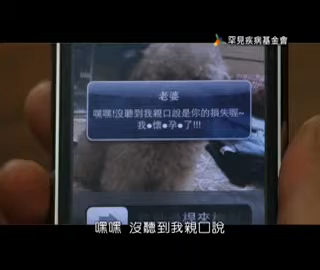 罕見疾病基金會
老婆
嘿嘿!沒聽到我親口說是你的損失喔~
我●懷●孕●了!!!
嘿嘿 沒聽到我親口說